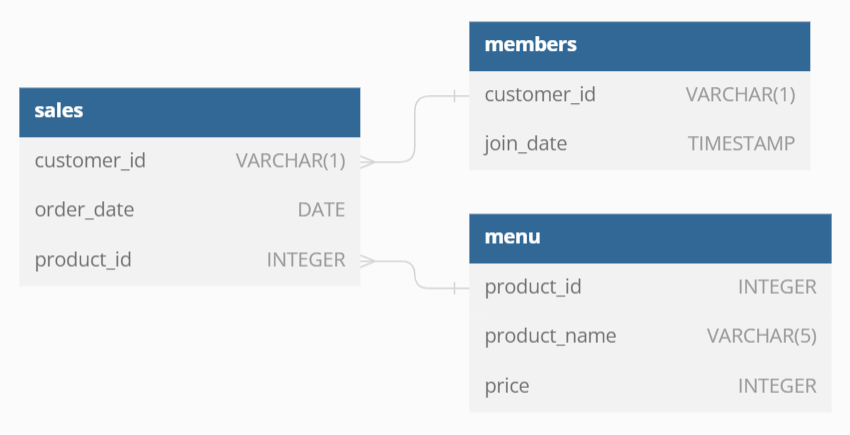 sales
customer_id VARCHAR(1)
order_date DATE
product_id INTEGER
members
customer_id VARCHAR(1)
join_date TIMESTAMP
menu
product_id INTEGER
product_name VARCHAR(5)
price INTEGER